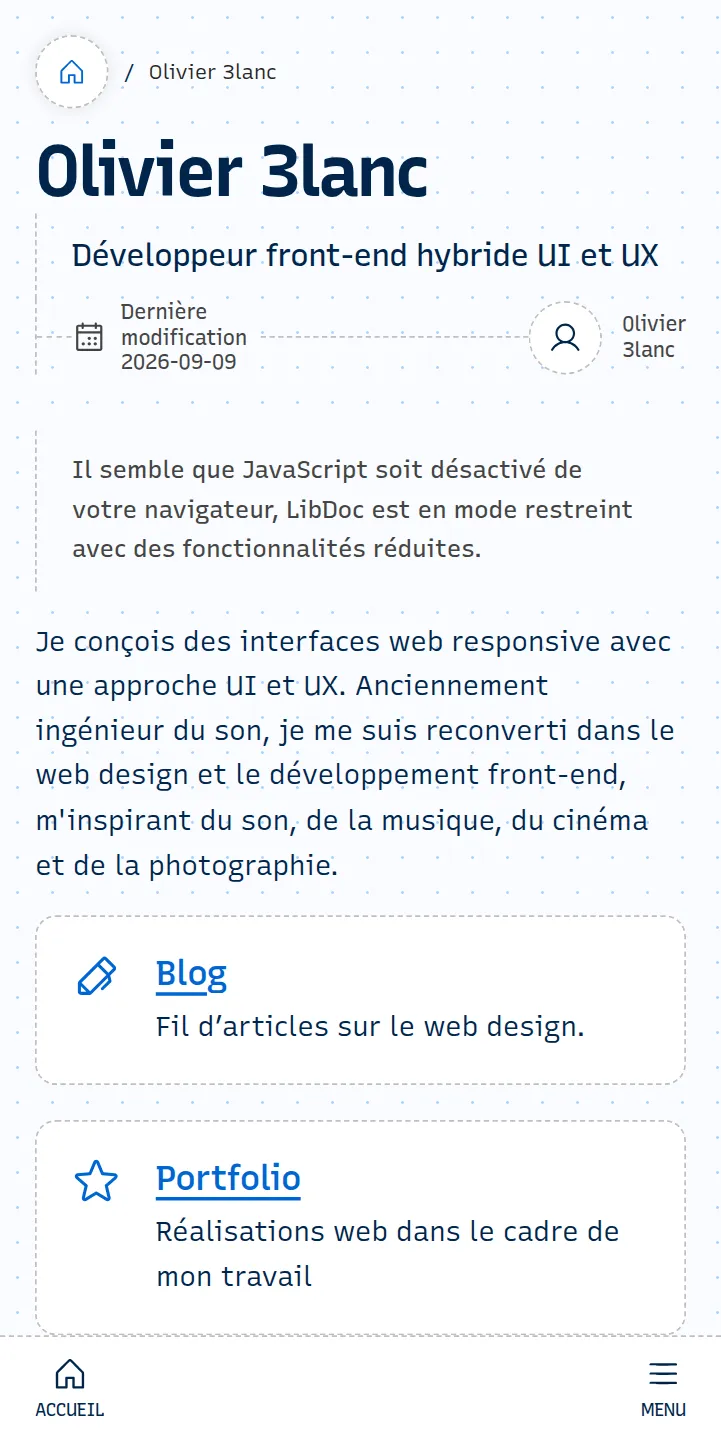 / Olivier 3lanc
Olivier 3lanc
Développeur front-end hybride UI et UX
Dernière
modification
2026-09-09
Olivier
3lanc
Il semble que JavaScript soit désactivé de
votre navigateur, LibDoc est en mode restreint
avec des fonctionnalités réduites.
Je conçois des interfaces web responsive avec
une approche UI et UX. Anciennement
ingénieur du son, je me suis reconverti dans le
web design et le développement front-end,
m'inspirant du son, de la musique, du cinéma
et de la photographie.
Blog
Fil d’articles sur le web design.
Portfolio
Réalisations web dans le cadre de
mon travail
ACCUEIL
MENU